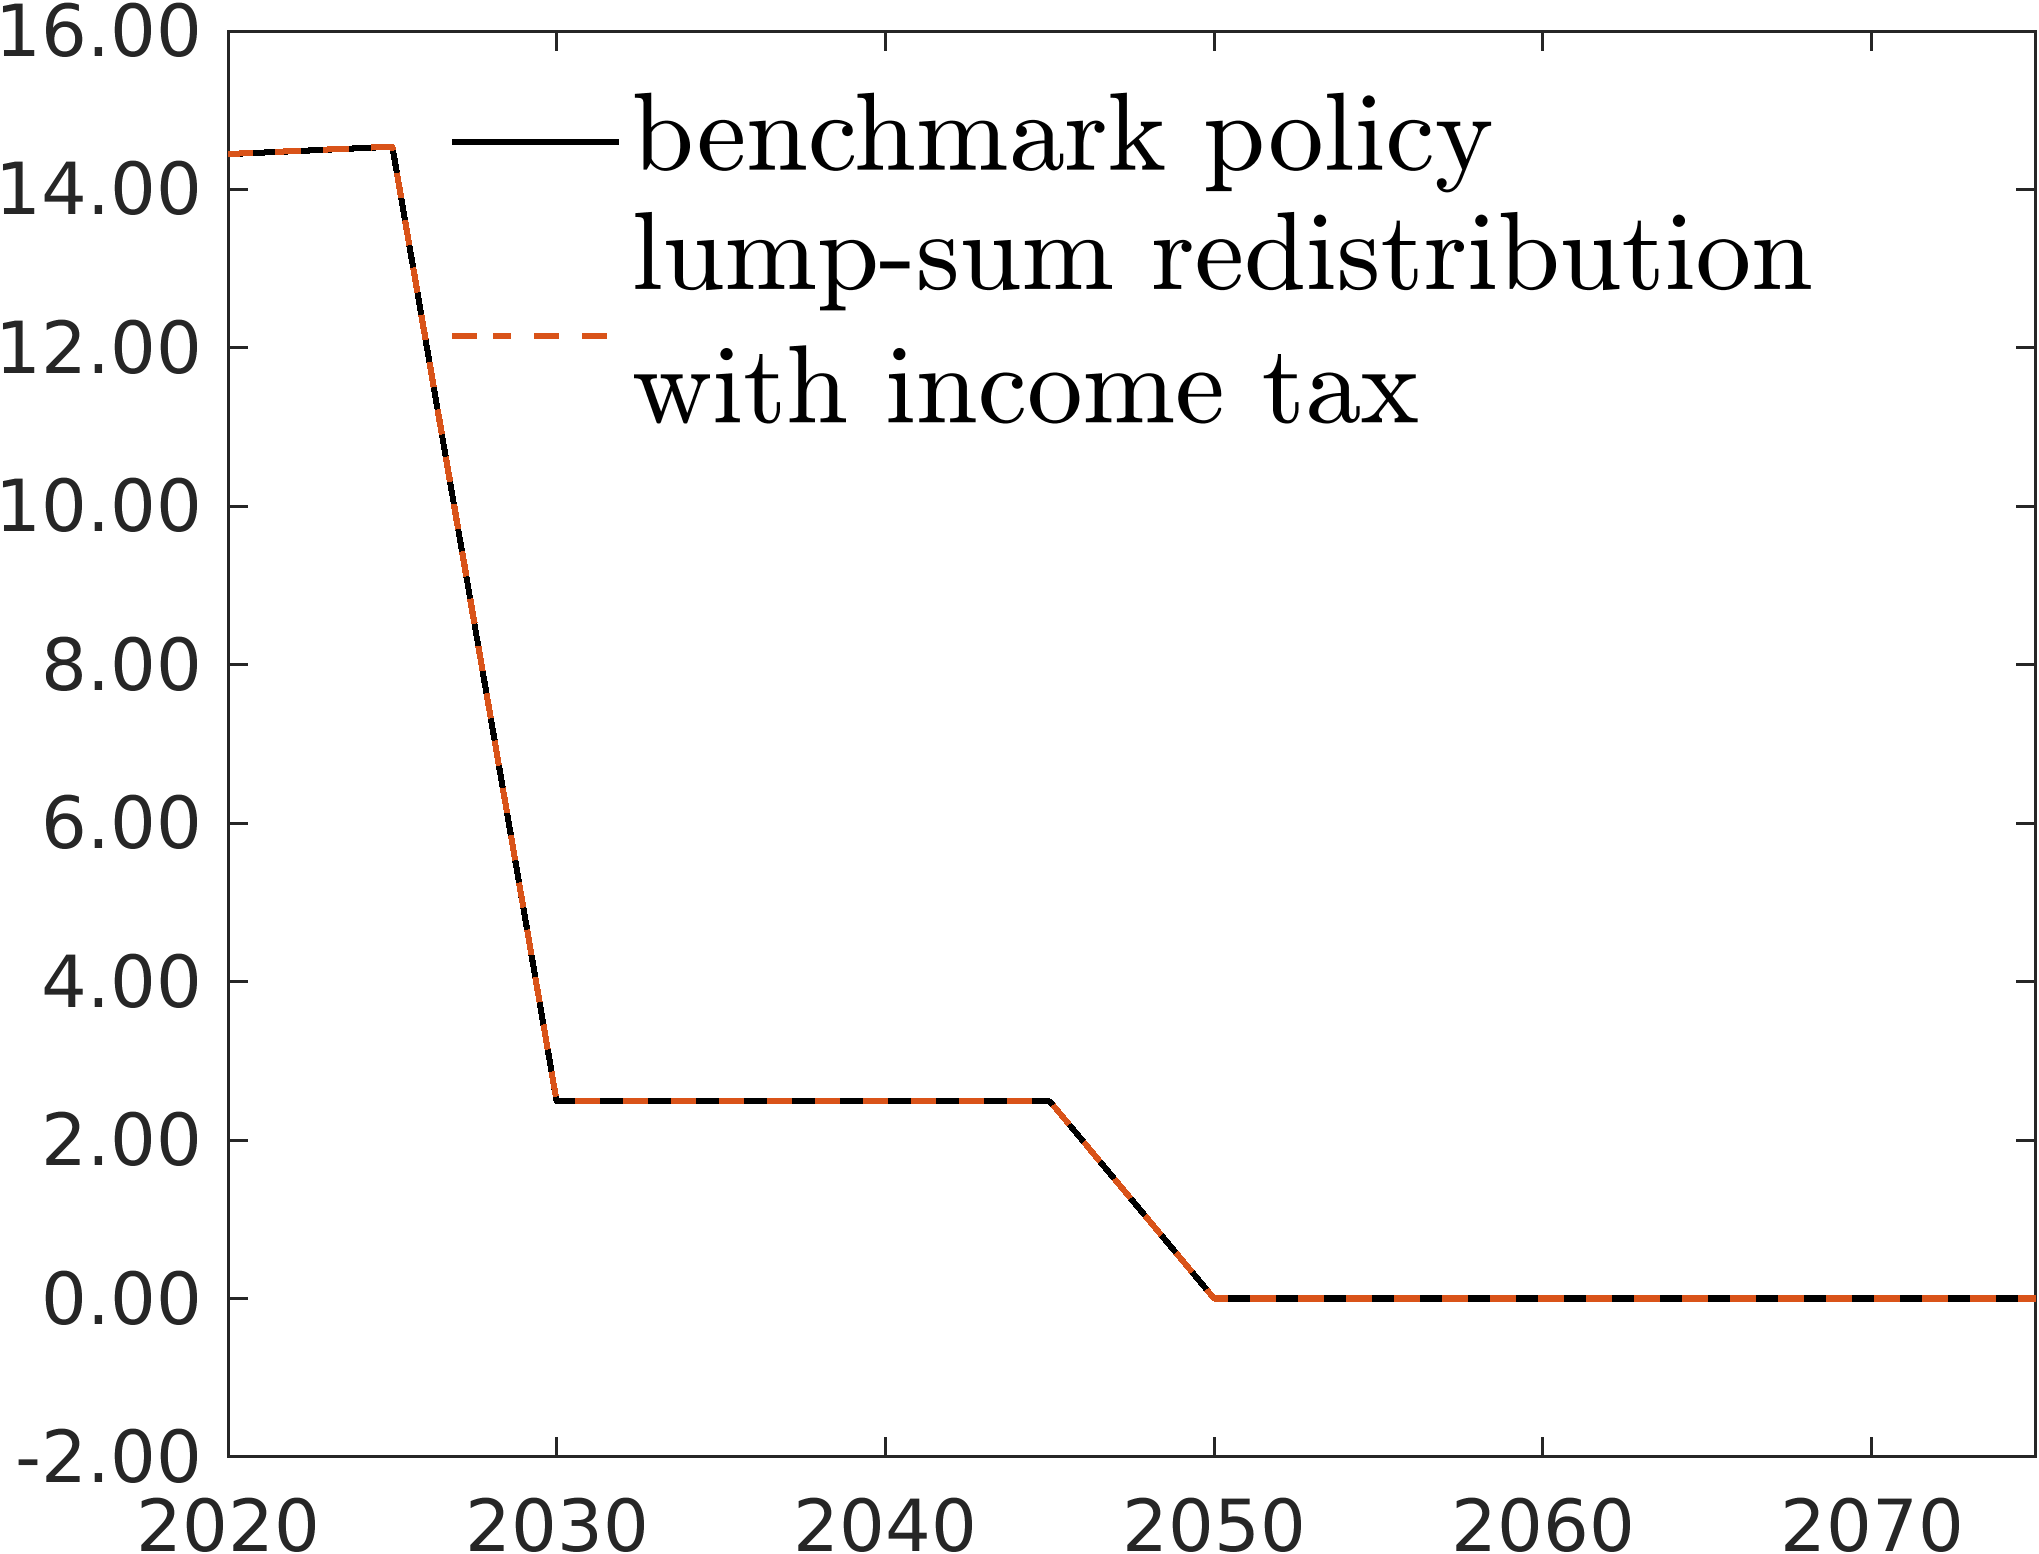 16.00
14.00
12.00
10.00
8.00
6.00
4.00
2.00
0.00
-2.00
benchmark policy
lump-sum redistribution
with income tax
2020 2030 2040 2050 2060 2070